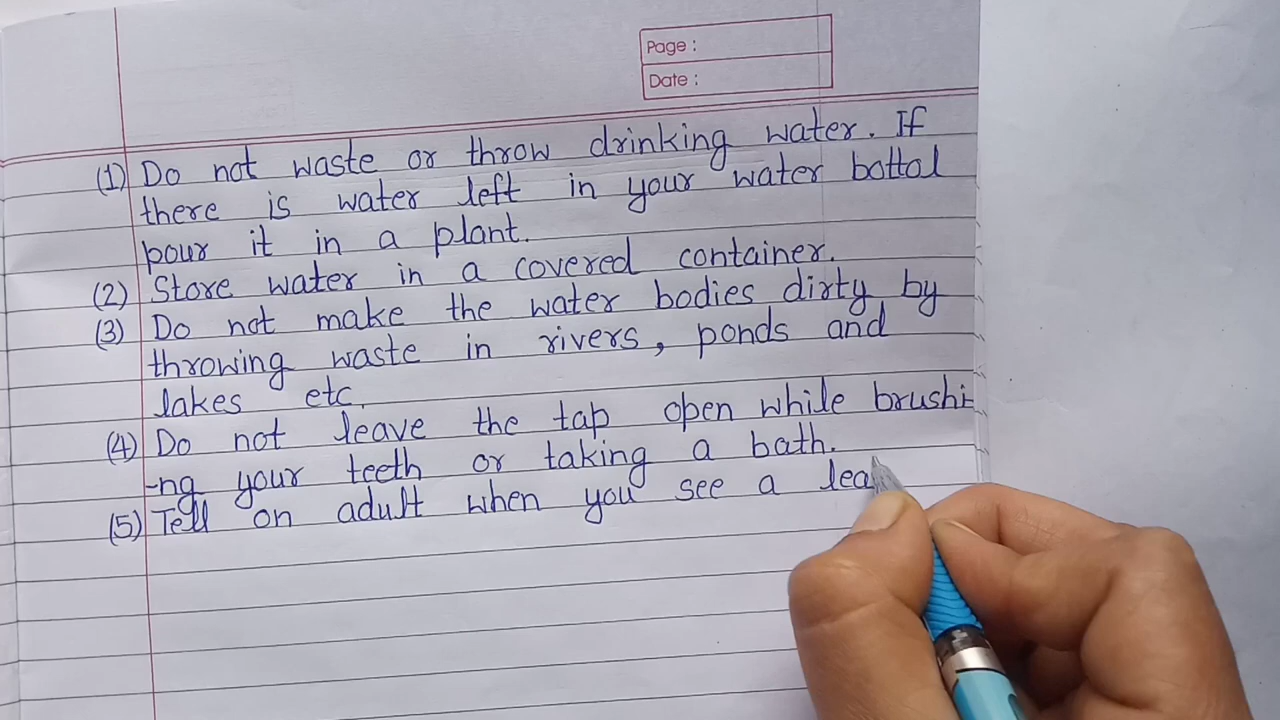 Page :
Date :
(1) Do not waste or throw drinking water. If
there is water left in your water bottol
pour it in a plant.
(2) Store water in a covered container.
(3) Do not make the water bodies dirty by
throwing waste in rivers, ponds and
lakes etc.
(4) Do not leave the tap open while brushi
-ng your teeth or taking a bath.
(5) Tell on adult when you see a lea